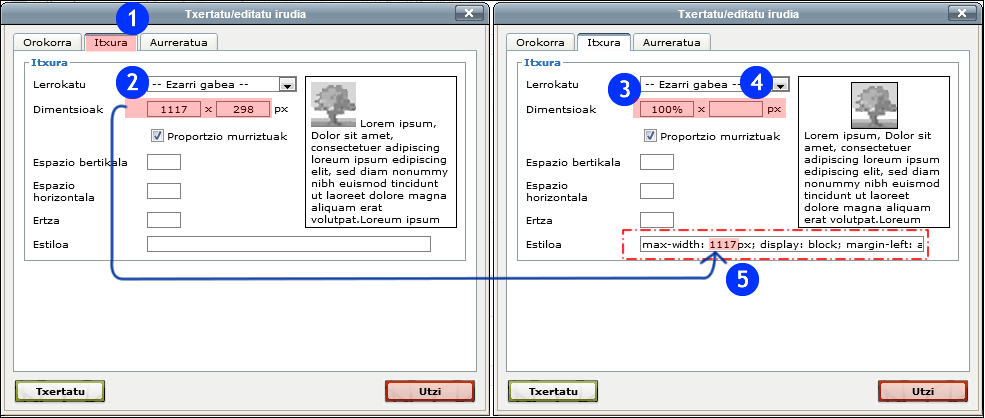 Txertatu/editatu irudia
1
Orokorra Itxura Aurreratua
Itxura
2
Lerrokatu -- Ezarri gabea --
Dimentsioak 1117 x 298 px
Proportzio murriztuak
Espazio bertikala
Espazio
horizontala
Ertza
Estiloa
Lorem ipsum,
Dolor sit amet,
consectetuer adipiscing
loreum ipsum edipiscing
elit, sed diam nonummy
nibh euismod tincidunt
ut laoreet dolore magna
aliquam erat
volutpat.Loreum ipsum
Txertatu Utzi
Txertatu/editatu irudia
Orokorra Itxura Aurreratua
Itxura
3 4
Lerrokatu -- Ezarri gabea --
Dimentsioak 100% x px
Proportzio murriztuak
Espazio bertikala
Espazio
horizontala
Ertza
Estiloa max-width: 1117px; display: block; margin-left: a
5
Lorem ipsum, Dolor sit
amet, consectetuer
adipiscing loreum ipsum
edipiscing elit, sed diam
nonummy nibh euismod
tincidunt ut laoreet
dolore magna aliquam
erat volutpat.Loreum
Txertatu Utzi